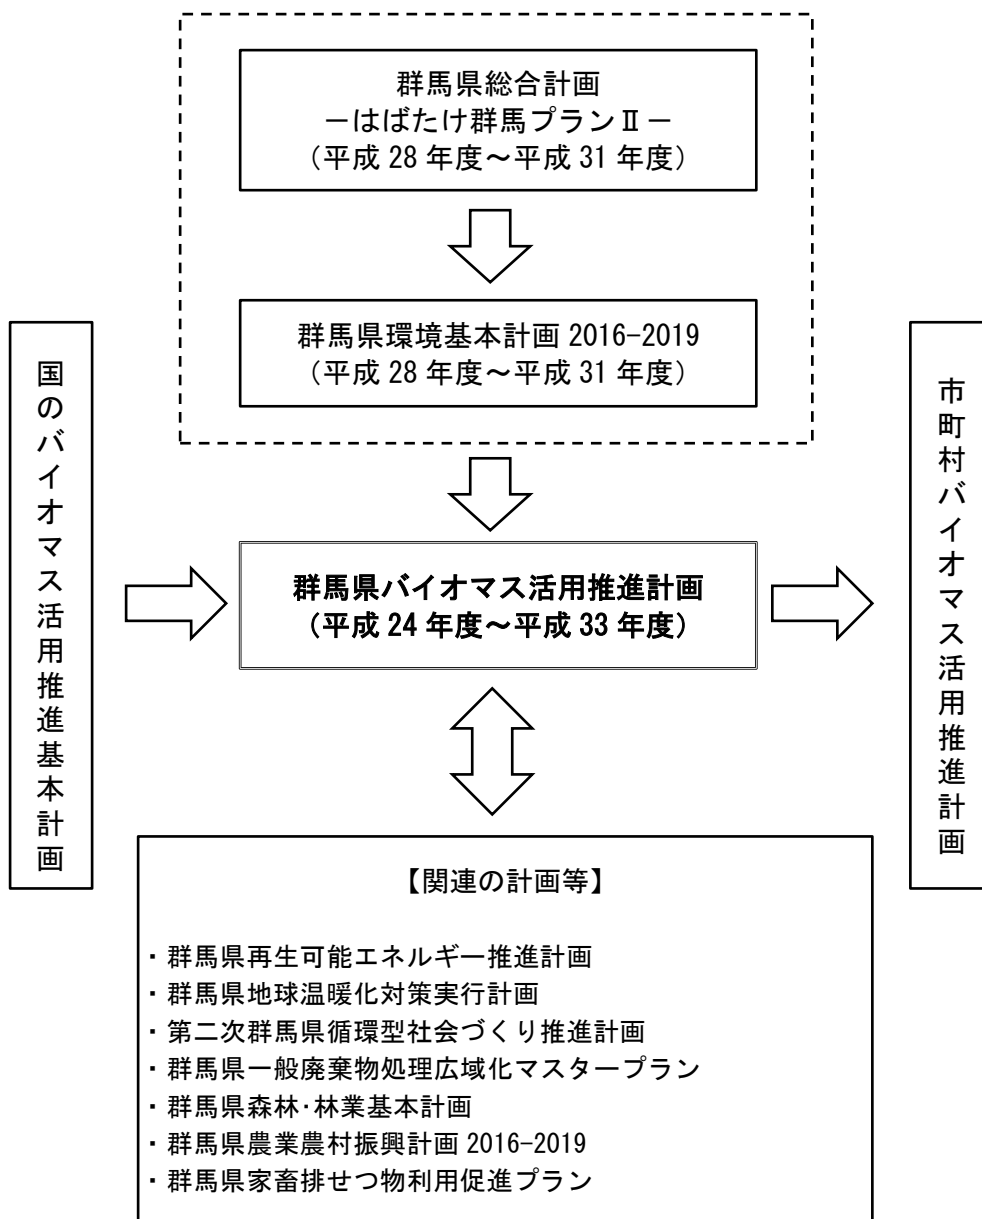 群馬県総合計画
－はばたけ群馬プランⅡ－
（平成 28 年度～平成 31 年度）
群馬県環境基本計画 2016-2019
（平成 28 年度～平成 31 年度）
国のバイオマス活用推進基本計画
群馬県バイオマス活用推進計画
（平成 24 年度～平成 33 年度）
市町村バイオマス活用推進計画
【関連の計画等】
・群馬県再生可能エネルギー推進計画
・群馬県地球温暖化対策実行計画
・第二次群馬県循環型社会づくり推進計画
・群馬県一般廃棄物処理広域化マスタープラン
・群馬県森林･林業基本計画
・群馬県農業農村振興計画 2016-2019
・群馬県家畜排せつ物利用促進プラン